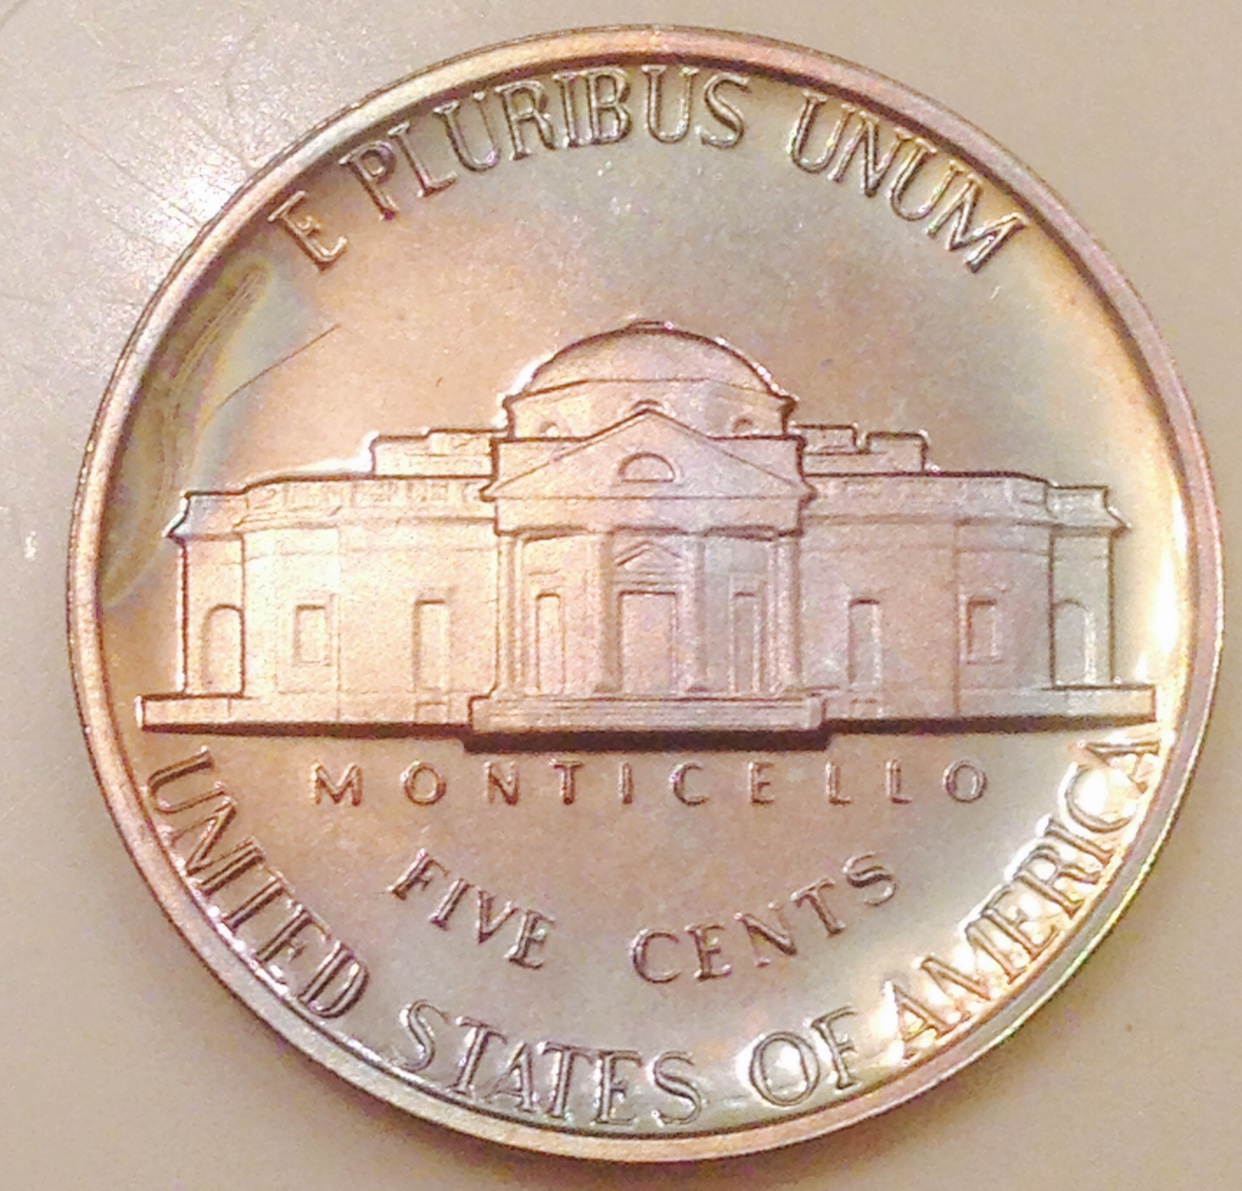 E PLURIBUS UNUM
MONTICELLO
FIVE CENTS
UNITED STATES OF AMERICA